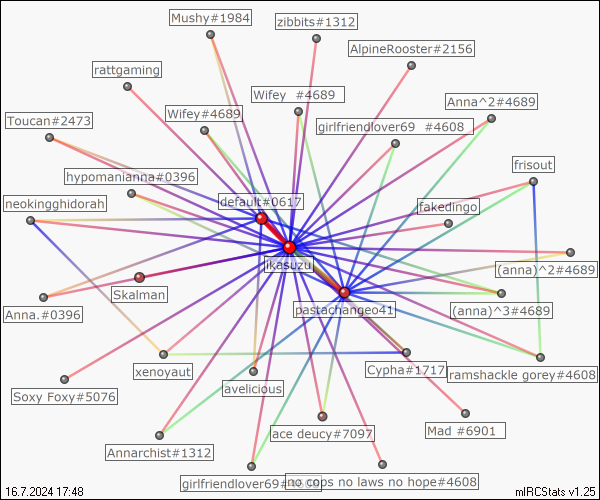 Mushy#1984
zibbits#1312
AlpineRooster#2156
rattgaming
Wifey #4689
Anna^2#4689
Toucan#2473
Wifey#4689
girlfriendlover69 #4608
frisout
hypomanianna#0396
neokingghidorah
default#0617
fakedingo
ikasuzu
(anna)^2#4689
Skalman
Anna.#0396
pastachangeo41
(anna)^3#4689
xenoyaut
Cypha#1717
ramshackle gorey#4608
Soxy Foxy#5076
avelicious
Annarchist#1312
ace deucy#7097
Mad #6901
girlfriendlover69#4608
no cops no laws no hope#4608
16.7.2024 17:48
mIRCStats v1.25